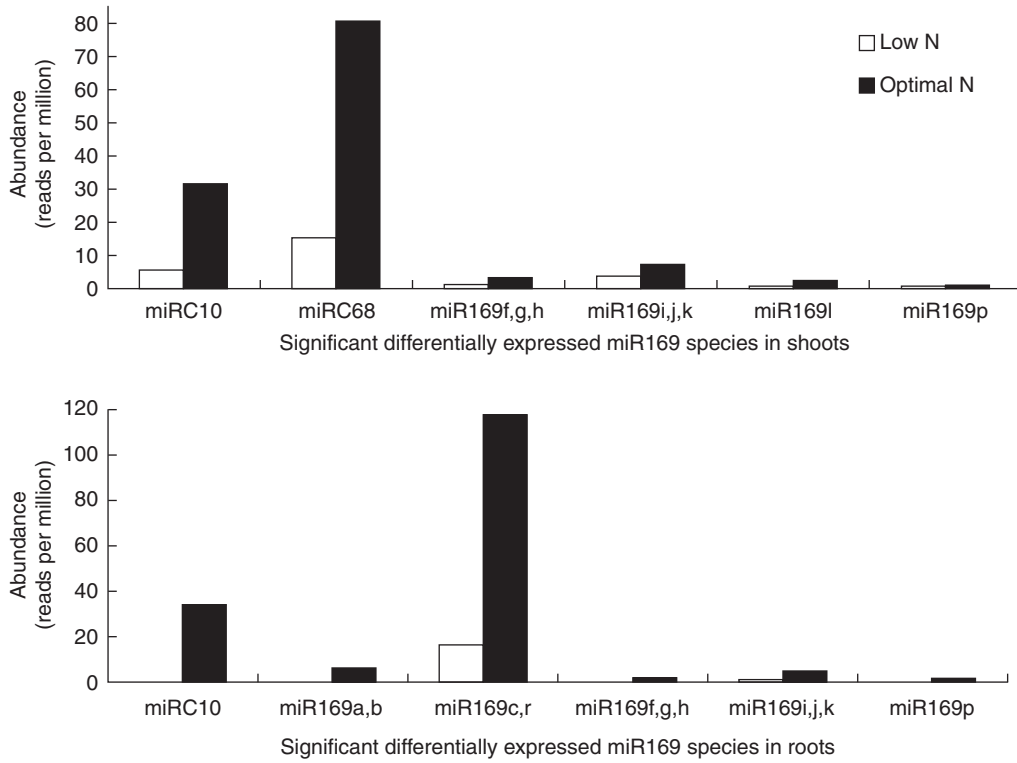 80
70
60
50
40
30
20
10
0
Abundance
(reads per million)
Low N
Optimal N
miRC10 miRC68 miR169f,g,h miR169i,j,k miR169l miR169p
Significant differentially expressed miR169 species in shoots
120
100
80
60
40
20
0
Abundance
(reads per million)
miRC10 miR169a,b miR169c,r miR169f,g,h miR169i,j,k miR169p
Significant differentially expressed miR169 species in roots